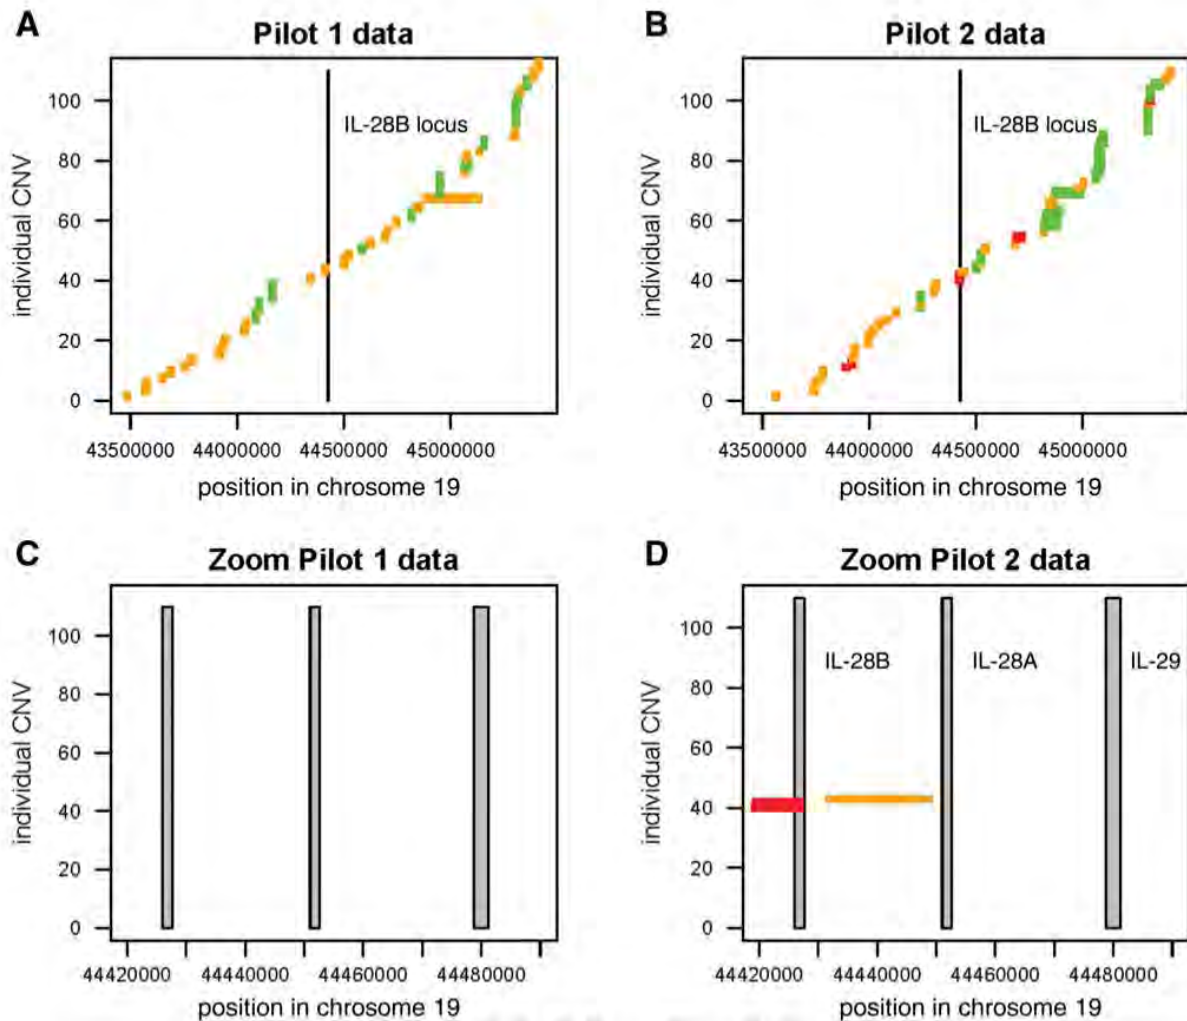 A
Pilot 1 data
individual CNV
100
80
60
40
20
0
IL-28B locus
43500000 44000000 44500000 45000000
position in chrosome 19
B
Pilot 2 data
individual CNV
100
80
60
40
20
0
IL-28B locus
43500000 44000000 44500000 45000000
position in chrosome 19
C
Zoom Pilot 1 data
individual CNV
100
80
60
40
20
0
44420000 44440000 44460000 44480000
position in chrosome 19
D
Zoom Pilot 2 data
individual CNV
100
80
60
40
20
0
IL-28B IL-28A IL-29
44420000 44440000 44460000 44480000
position in chrosome 19